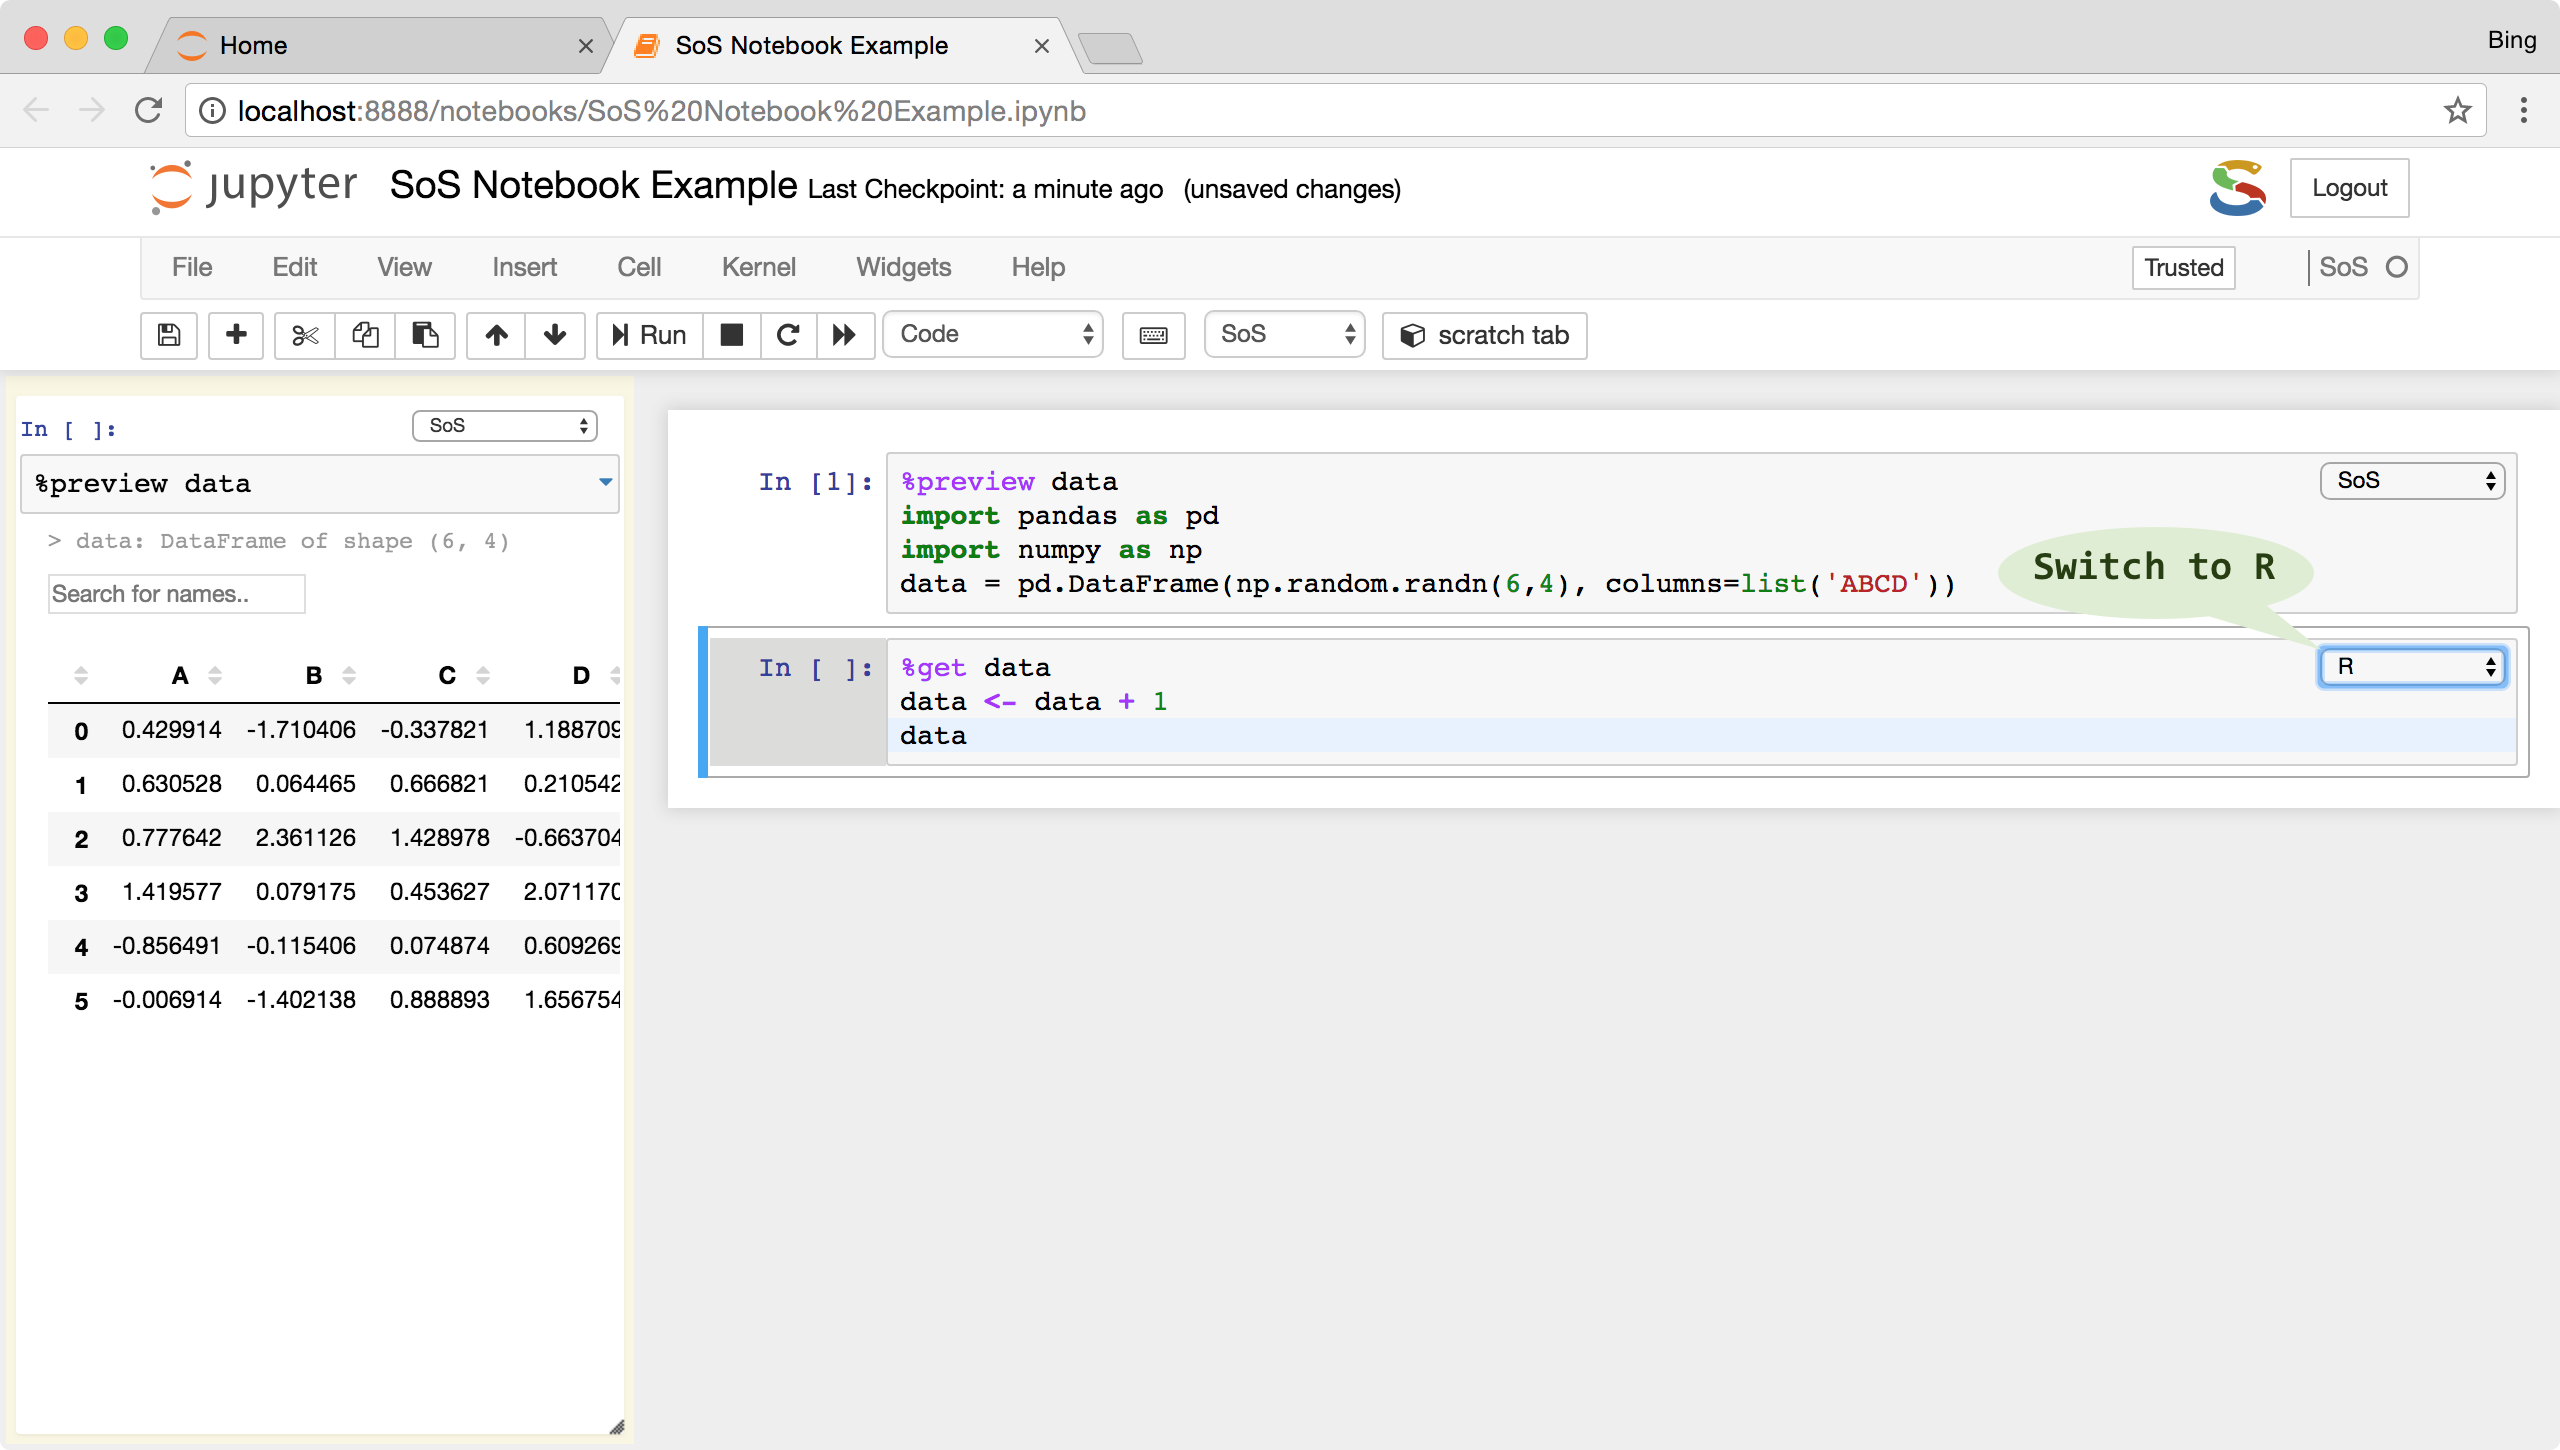 Home
SoS Notebook Example
Bing
localhost:8888/notebooks/SoS%20Notebook%20Example.ipynb
jupyter SoS Notebook Example Last Checkpoint: a minute ago (unsaved changes)
Logout
File Edit View Insert Cell Kernel Widgets Help
Trusted
SoS
Run
Code
SoS
scratch tab
In [ ]:
SoS
%preview data
> data: DataFrame of shape (6, 4)
Search for names..
A B C D
0 0.429914 -1.710406 -0.337821 1.188709
1 0.630528 0.064465 0.666821 0.210542
2 0.777642 2.361126 1.428978 -0.663704
3 1.419577 0.079175 0.453627 2.071170
4 -0.856491 -0.115406 0.074874 0.609269
5 -0.006914 -1.402138 0.888893 1.656754
In [1]:
%preview data
import pandas as pd
import numpy as np
data = pd.DataFrame(np.random.randn(6,4), columns=list('ABCD'))
SoS
Switch to R
In [ ]:
%get data
data <- data + 1
data
R